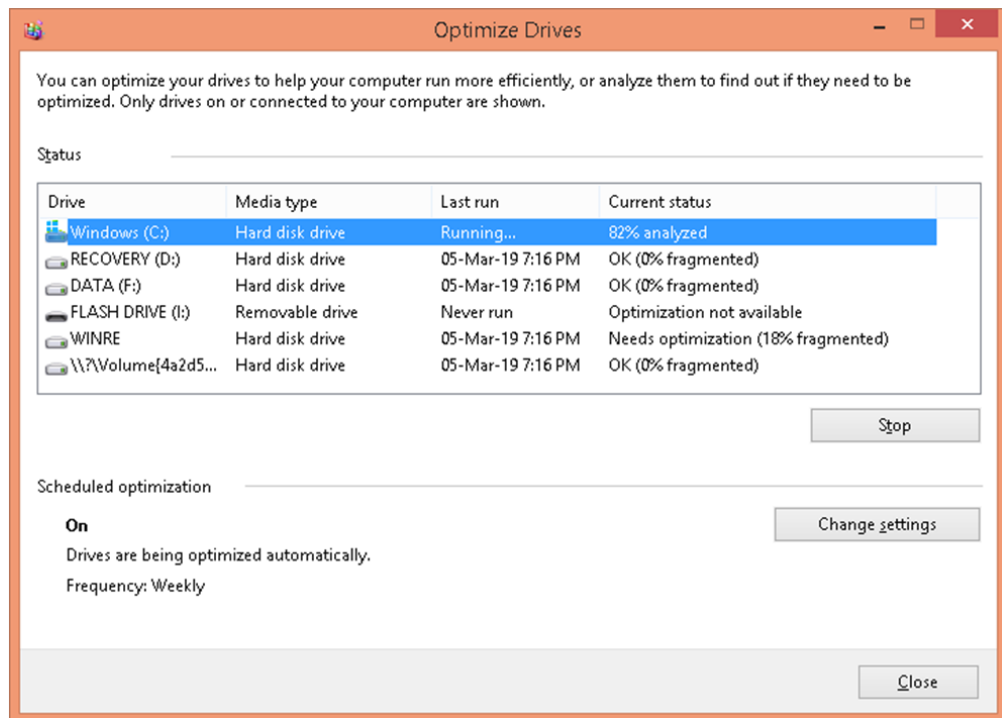 Optimize Drives
You can optimize your drives to help your computer run more efficiently, or analyze them to find out if they need to be
optimized. Only drives on or connected to your computer are shown.
Status
Drive Media type Last run Current status
Windows (C:) Hard disk drive Running... 82% analyzed
RECOVERY (D:) Hard disk drive 05-Mar-19 7:16 PM OK (0% fragmented)
DATA (F:) Hard disk drive 05-Mar-19 7:16 PM OK (0% fragmented)
FLASH DRIVE (I:) Removable drive Never run Optimization not available
WINRE Hard disk drive 05-Mar-19 7:16 PM Needs optimization (18% fragmented)
\\?\Volume{4a2d5... Hard disk drive 05-Mar-19 7:16 PM OK (0% fragmented)
Stop
Scheduled optimization
On
Change settings
Drives are being optimized automatically.
Frequency: Weekly
Close